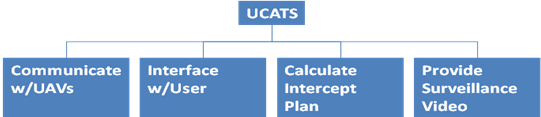 UCATS
Communicate
w/UAVs
Interface
w/User
Calculate
Intercept
Plan
Provide
Surveillance
Video